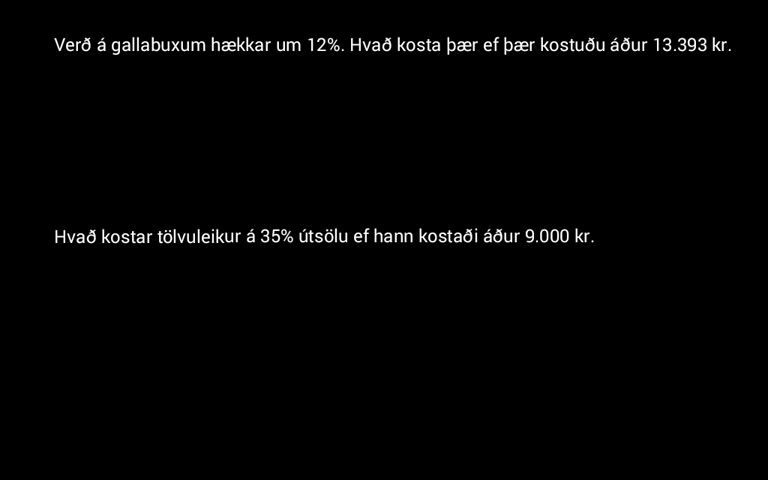 Verð á gallabuxum hækkar um 12%. Hvað kosta þær ef þær kostuðu áður 13.393 kr.
Hvað kostar tölvuleikur á 35% útsölu ef hann kostaði áður 9.000 kr.